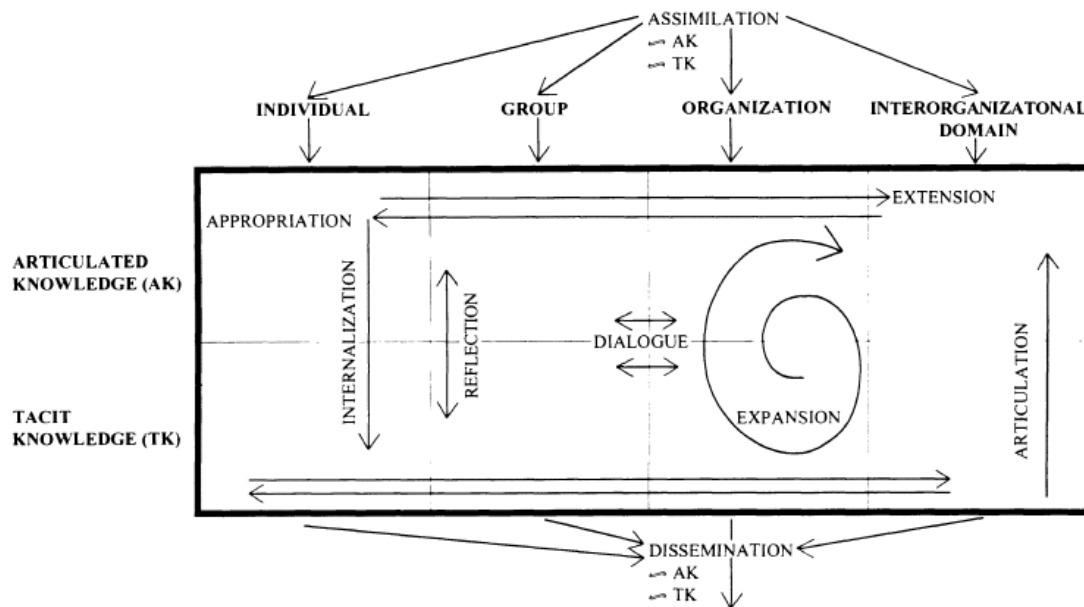 ASSIMILATION
∽ AK
∽ TK
INDIVIDUAL
GROUP
ORGANIZATION
INTERORGANIZATONAL
DOMAIN
EXTENSION
APPROPRIATION
ARTICULATED
KNOWLEDGE (AK)
INTERNALIZATION
REFLECTION
DIALOGUE
ARTICULATION
TACIT
KNOWLEDGE (TK)
EXPANSION
DISSEMINATION
∽ AK
∽ TK